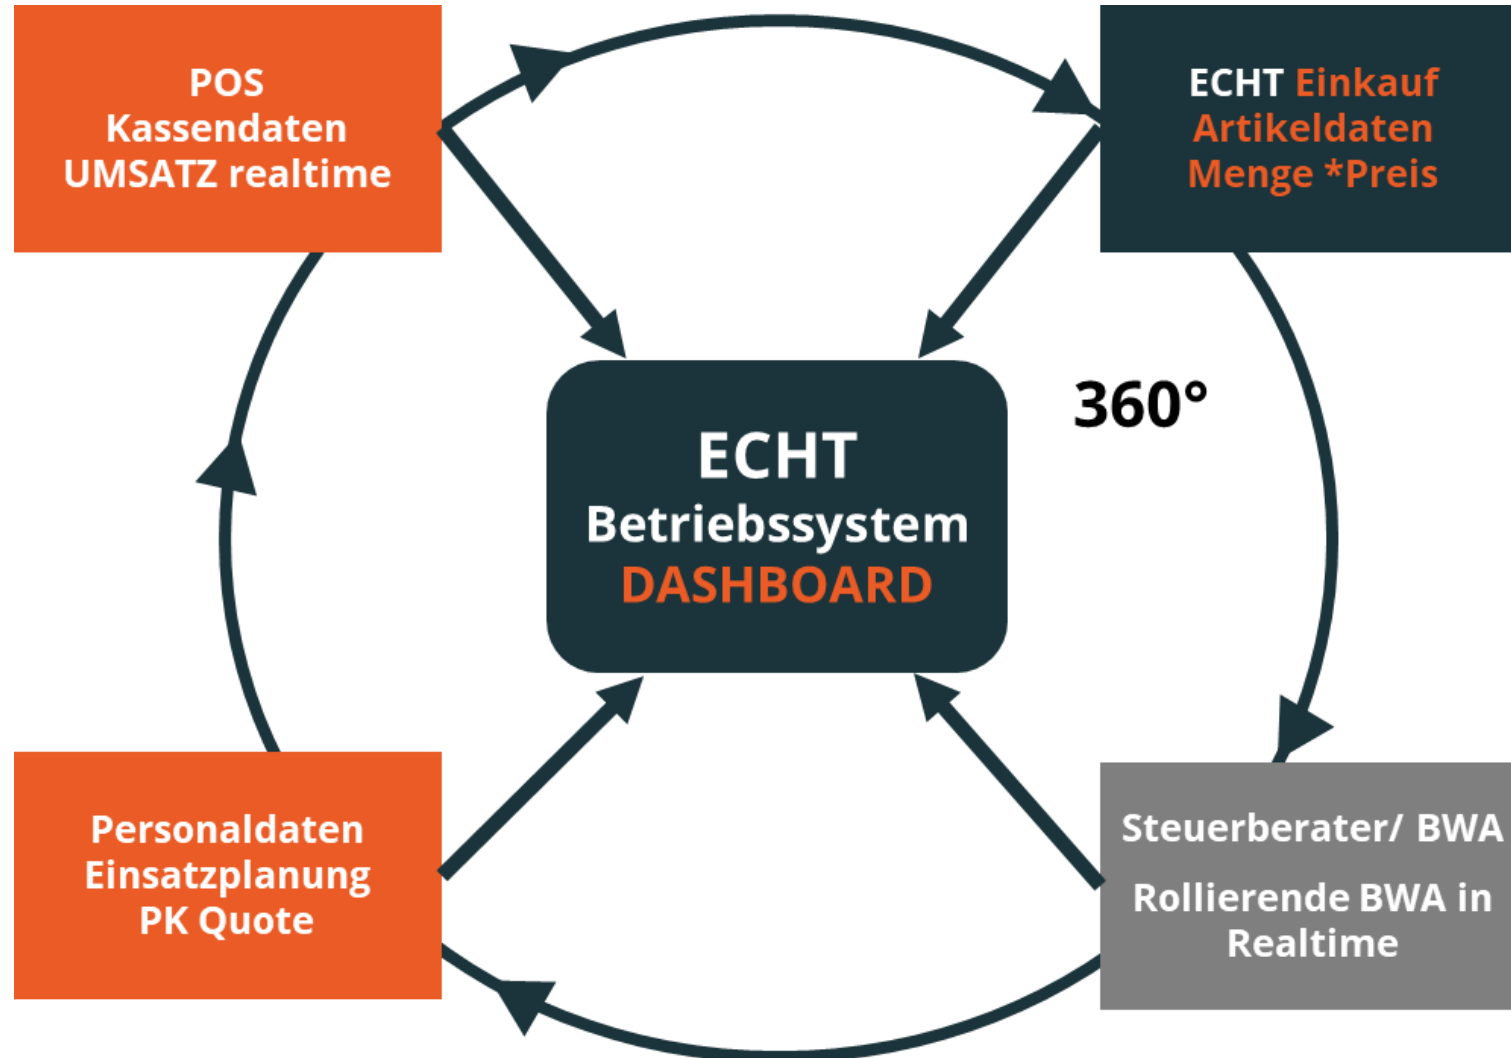 POS
Kassendaten
UMSATZ realtime
ECHT Einkauf
Artikeldaten
Menge *Preis
360°
ECHT
Betriebssystem
DASHBOARD
Personaldaten
Einsatzplanung
PK Quote
Steuerberater/ BWA
Rollierende BWA in
Realtime